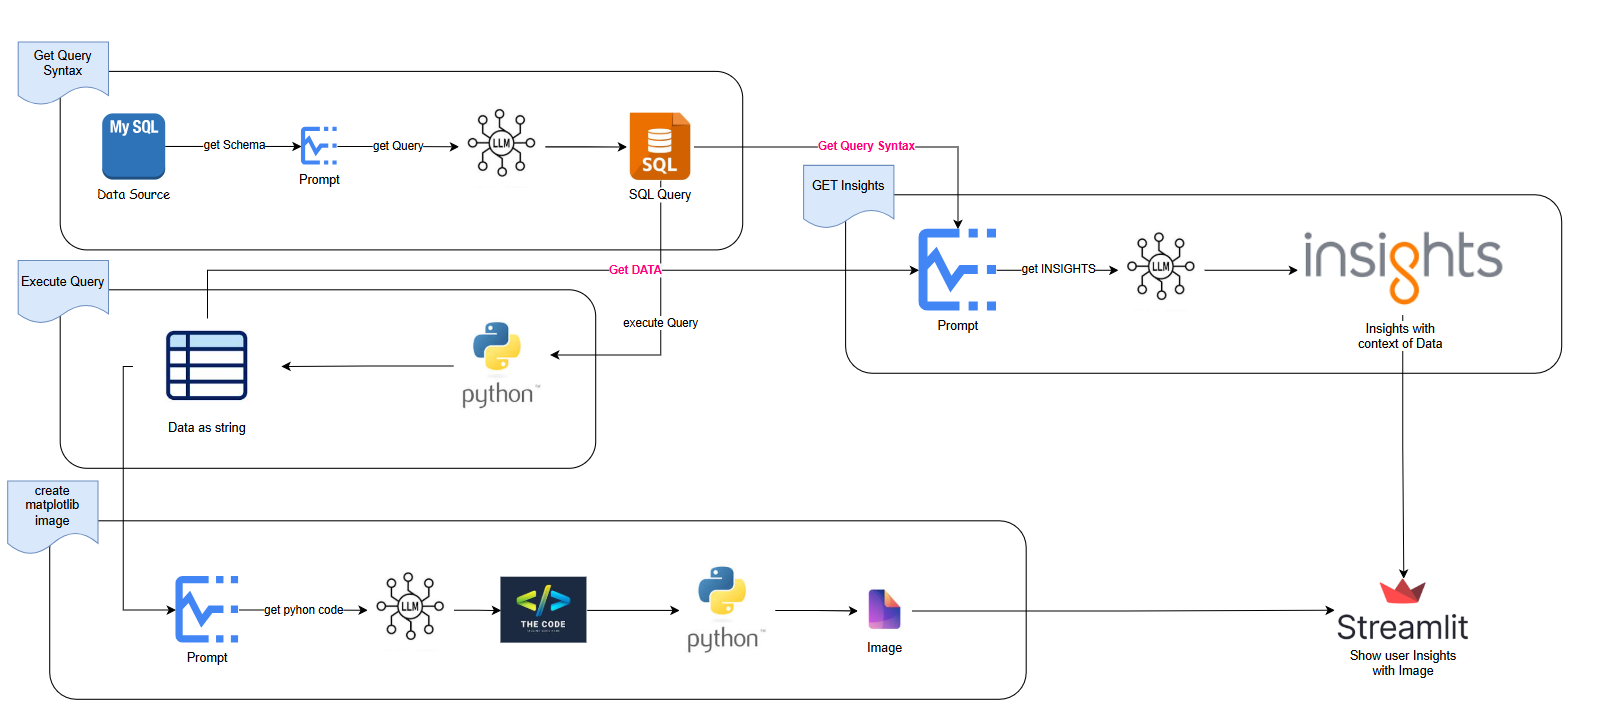 Get Query
Syntax
My SQL
Data Source
get Schema
Prompt
get Query
LLM
SQL
SQL Query
Get Query Syntax
GET Insights
Prompt
get INSIGHTS
LLM
insights
Insights with
context of Data
Execute Query
Get DATA
execute Query
python™
Data as string
create
matplotlib
image
Prompt
get pyhon code
LLM
</>
THE CODE
python™
Image
Streamlit
Show user Insights
with Image